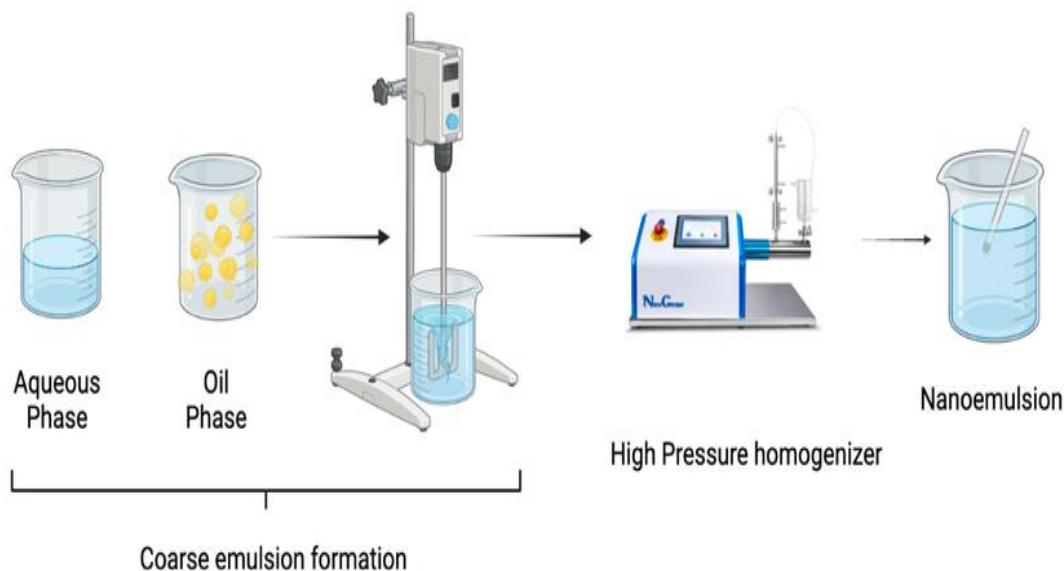 Aqueous
Phase
Oil
Phase
High Pressure homogenizer
Nanoemulsion
Coarse emulsion formation